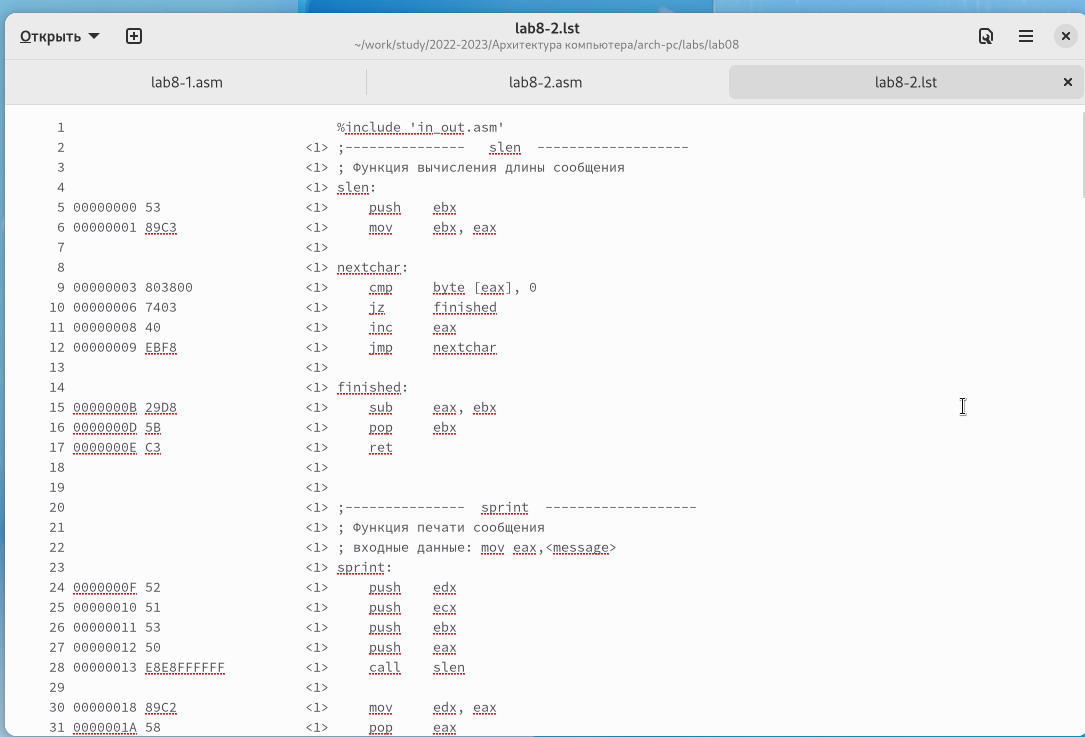 Открыть
lab8-2.lst
~/work/study/2022-2023/Архитектура компьютера/arch-pc/labs/lab08
lab8-1.asm lab8-2.asm lab8-2.lst
1 %include 'in_out.asm'
2 <1> ;--------------- slen -------------------
3 <1> ; Функция вычисления длины сообщения
4 <1> slen:
5 00000000 53 <1> push ebx
6 00000001 89C3 <1> mov ebx, eax
7 <1>
8 <1> nextchar:
9 00000003 803800 <1> cmp byte [eax], 0
10 00000006 7403 <1> jz finished
11 00000008 40 <1> inc eax
12 00000009 EBF8 <1> jmp nextchar
13 <1>
14 <1> finished:
15 0000000B 29D8 <1> sub eax, ebx
16 0000000D 5B <1> pop ebx
17 0000000E C3 <1> ret
18 <1>
19 <1>
20 <1> ;--------------- sprint -------------------
21 <1> ; Функция печати сообщения
22 <1> ; входные данные: mov eax,<message>
23 <1> sprint:
24 0000000F 52 <1> push edx
25 00000010 51 <1> push ecx
26 00000011 53 <1> push ebx
27 00000012 50 <1> push eax
28 00000013 E8E8FFFFFF <1> call slen
29 <1>
30 00000018 89C2 <1> mov edx, eax
31 0000001A 58 <1> pop eax